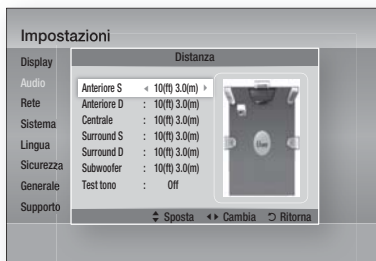 Impostazioni
Display
Audio
Rete
Sistema
Lingua
Sicurezza
Generale
Supporto
Distanza
Anteriore S ◂ 10(ft) 3.0(m) ▸
Anteriore D : 10(ft) 3.0(m)
Centrale : 10(ft) 3.0(m)
Surround S : 10(ft) 3.0(m)
Surround D : 10(ft) 3.0(m)
Subwoofer : 10(ft) 3.0(m)
Test tono : Off
Sposta Cambia Ritorna